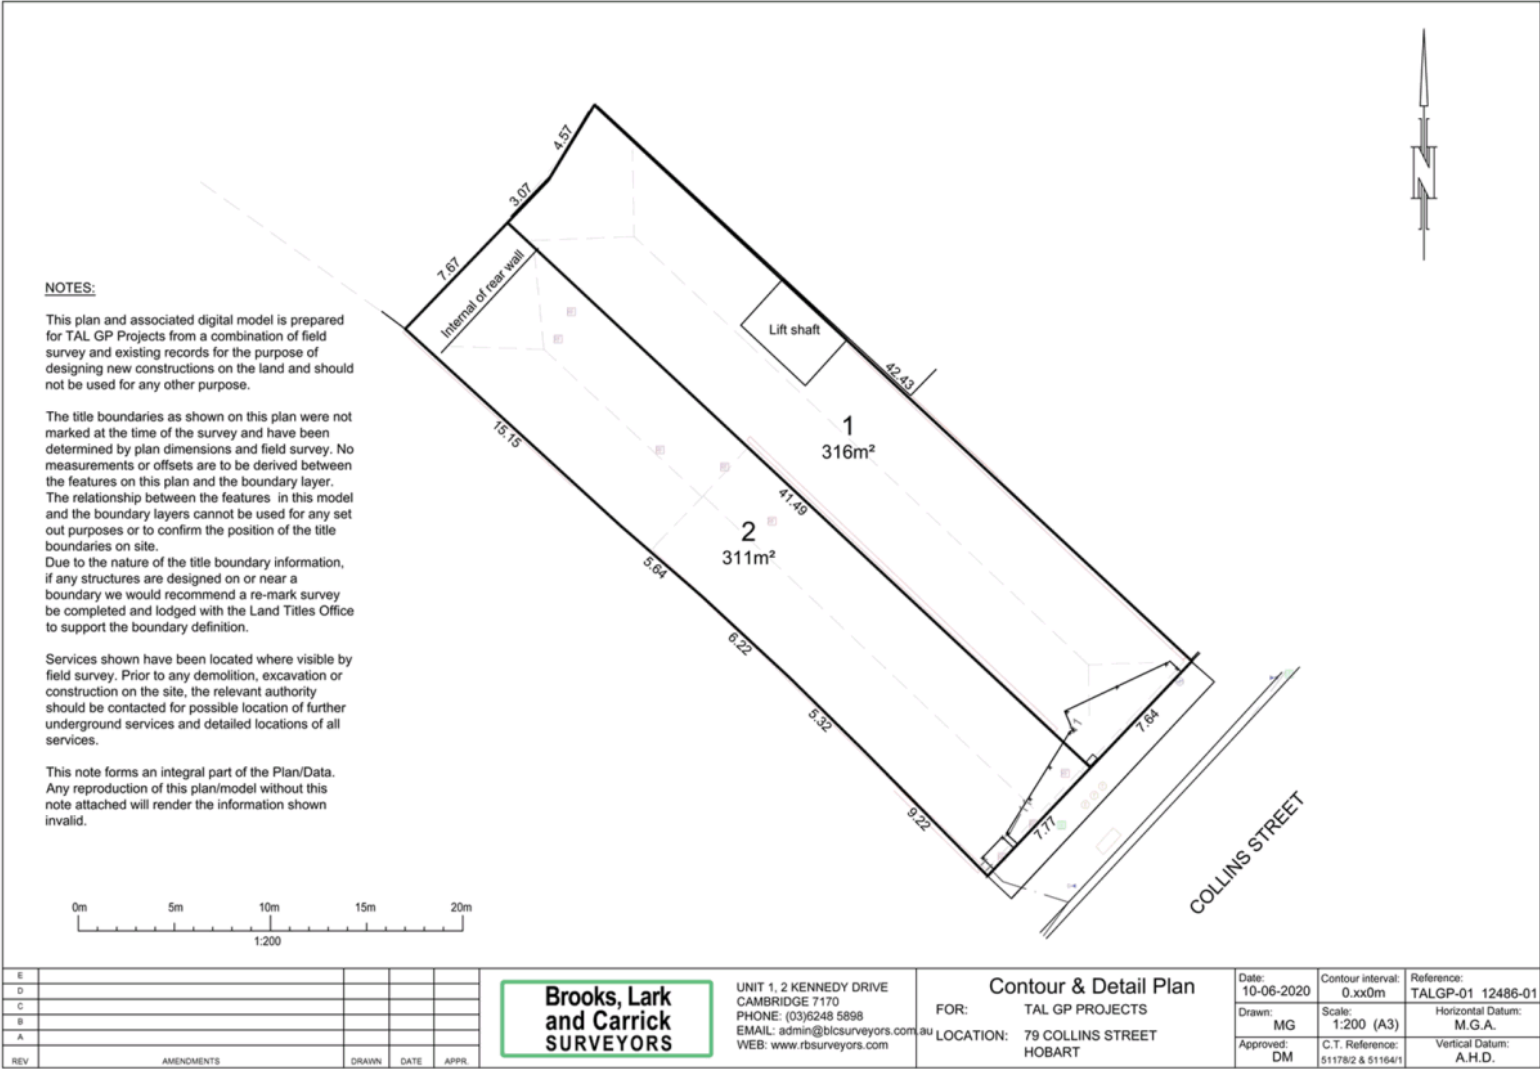 4.57
3.07
7.67
Internal of rear wall
Lift shaft
42.43
15.15
1
316m²
41.49
2
311m²
5.64
6.22
5.32
9.22
7.64
7.77
COLLINS STREET
N
NOTES:
This plan and associated digital model is prepared
for TAL GP Projects from a combination of field
survey and existing records for the purpose of
designing new constructions on the land and should
not be used for any other purpose.
The title boundaries as shown on this plan were not
marked at the time of the survey and have been
determined by plan dimensions and field survey. No
measurements or offsets are to be derived between
the features on this plan and the boundary layer.
The relationship between the features in this model
and the boundary layers cannot be used for any set
out purposes or to confirm the position of the title
boundaries on site.
Due to the nature of the title boundary information,
if any structures are designed on or near a
boundary we would recommend a re-mark survey
be completed and lodged with the Land Titles Office
to support the boundary definition.
Services shown have been located where visible by
field survey. Prior to any demolition, excavation or
construction on the site, the relevant authority
should be contacted for possible location of further
underground services and detailed locations of all
services.
This note forms an integral part of the Plan/Data.
Any reproduction of this plan/model without this
note attached will render the information shown
invalid.
0m 5m 10m 15m 20m
1:200
E
D
C
B
A
REV AMENDMENTS DRAWN DATE APPR.
Brooks, Lark
and Carrick
SURVEYORS
UNIT 1, 2 KENNEDY DRIVE
CAMBRIDGE 7170
PHONE: (03)6248 5898
EMAIL: admin@blcsurveyors.com.au
WEB: www.rbsurveyors.com
Contour & Detail Plan
FOR: TAL GP PROJECTS
LOCATION: 79 COLLINS STREET
HOBART
Date:
10-06-2020
Contour interval:
0.xx0m
Reference:
TALGP-01 12486-01
Drawn:
MG
Scale:
1:200 (A3)
Horizontal Datum:
M.G.A.
Approved:
DM
C.T. Reference:
51178/2 & 51164/1
Vertical Datum:
A.H.D.